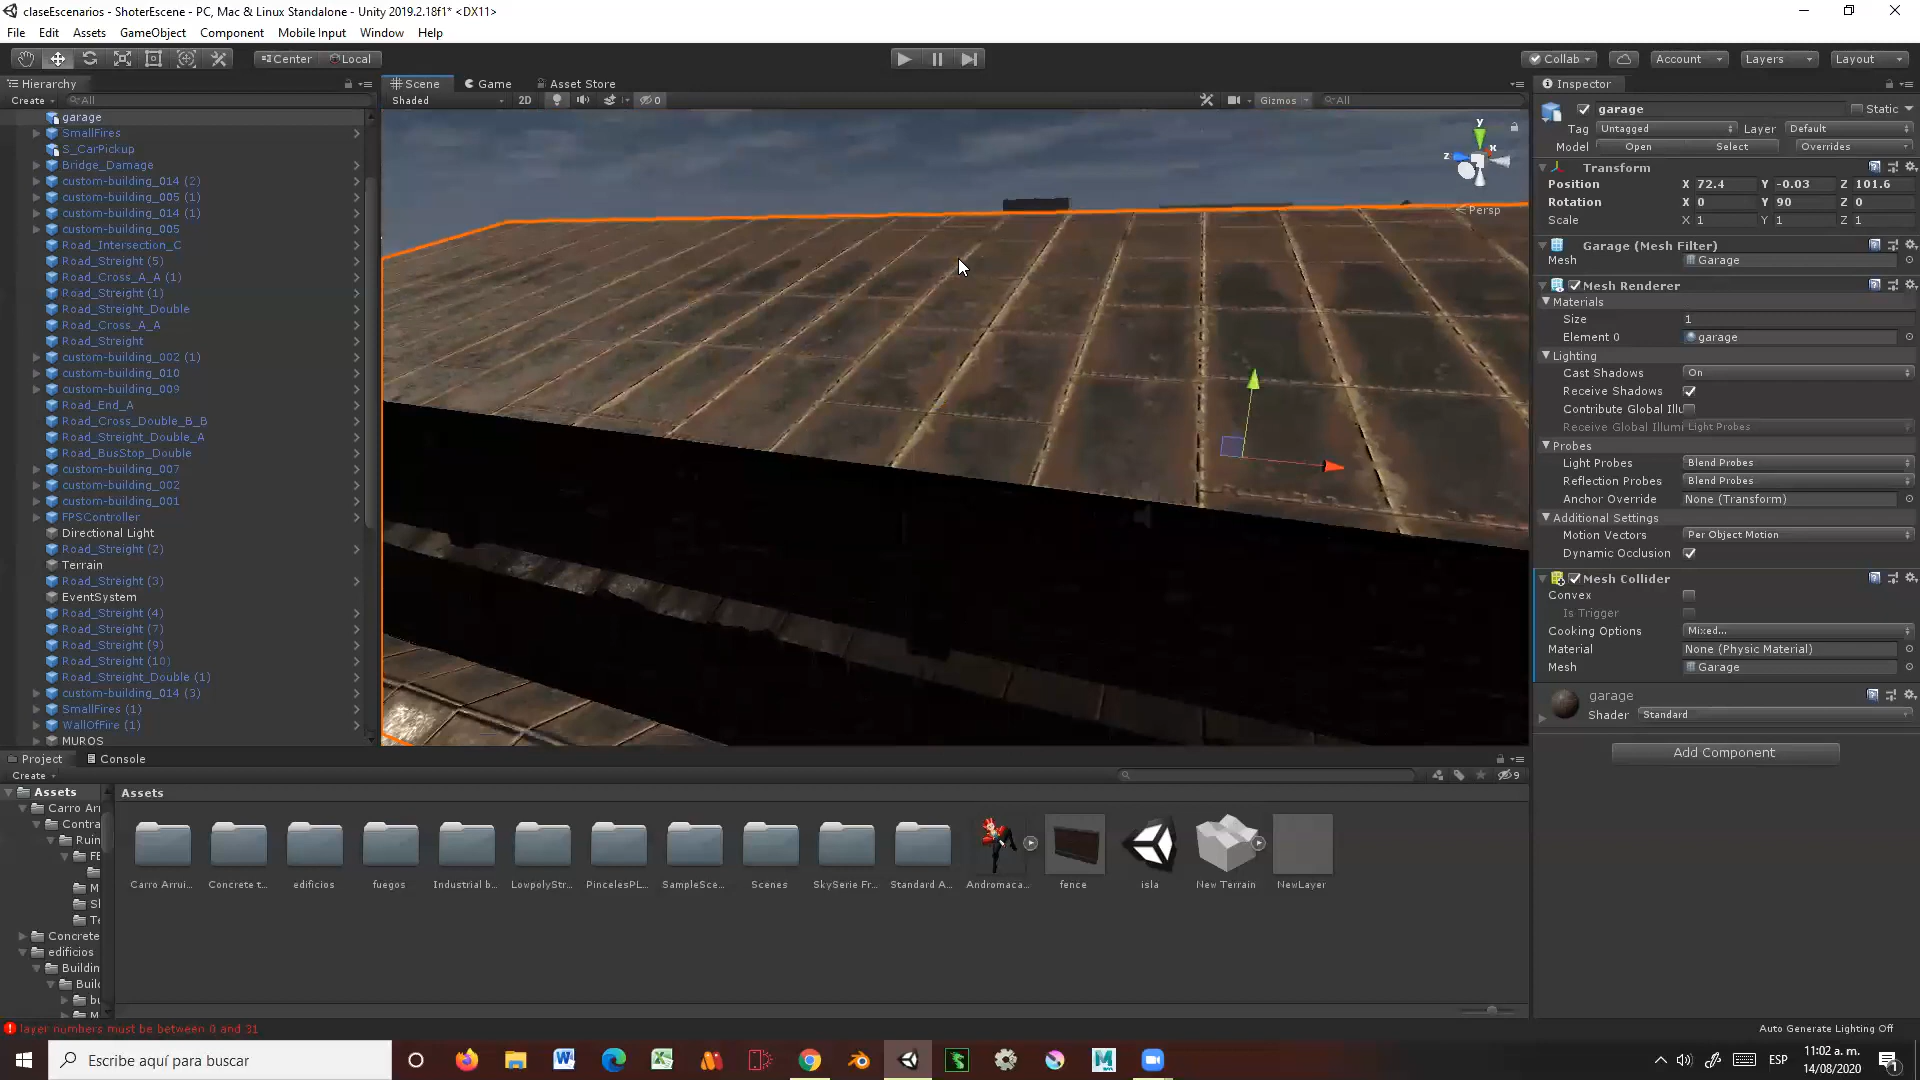 claseEscenarios - ShoterEscene - PC, Mac & Linux Standalone - Unity 2019.2.18f1* <DX11>
File Edit Assets GameObject Component Mobile Input Window Help
Center Local
Collab Account Layers Layout
Hierarchy
Create All
garage
SmallFires
S_CarPickup
Bridge_Damage
custom-building_014 (2)
custom-building_005 (1)
custom-building_014 (1)
custom-building_005
Road_Intersection_C
Road_Streight (5)
Road_Cross_A_A (1)
Road_Streight (1)
Road_Streight_Double
Road_Cross_A_A
Road_Streight
custom-building_002 (1)
custom-building_010
custom-building_009
Road_End_A
Road_Cross_Double_B_B
Road_Streight_Double_A
Road_BusStop_Double
custom-building_007
custom-building_002
custom-building_001
FPSController
Directional Light
Road_Streight (2)
Terrain
Road_Streight (3)
EventSystem
Road_Streight (4)
Road_Streight (7)
Road_Streight (9)
Road_Streight (10)
Road_Streight_Double (1)
custom-building_014 (3)
SmallFires (1)
WallOfFire (1)
MUROS
Scene Game Asset Store
Shaded 2D 0 Gizmos All
y
z x
Persp
Inspector
garage Static
Tag Untagged Layer Default
Model Open Select Overrides
Transform
Position X 72.4 Y -0.03 Z 101.6
Rotation X 0 Y 90 Z 0
Scale X 1 Y 1 Z 1
Garage (Mesh Filter)
Mesh Garage
Mesh Renderer
Materials
Size 1
Element 0 garage
Lighting
Cast Shadows On
Receive Shadows
Contribute Global Illu
Receive Global Illumi Light Probes
Probes
Light Probes Blend Probes
Reflection Probes Blend Probes
Anchor Override None (Transform)
Additional Settings
Motion Vectors Per Object Motion
Dynamic Occlusion
Mesh Collider
Convex
Is Trigger
Cooking Options Mixed...
Material None (Physic Material)
Mesh Garage
garage
Shader Standard
Add Component
Project Console
Create 9
Assets
Carro Arr
Contra
Ruin
FE
M
Sl
Te
Concrete
edificios
Buildin
Buil
bu
M
Assets
Carro Arrui... Concrete t... edificios fuegos Industrial b... LowpolyStr... PincelesPL... SampleSce... Scenes SkySerie Fr... Standard A... Andromaca... fence isla New Terrain NewLayer
layer numbers must be between 0 and 31
Auto Generate Lighting Off
Escribe aquí para buscar
ESP
11:02 a. m.
14/08/2020
1